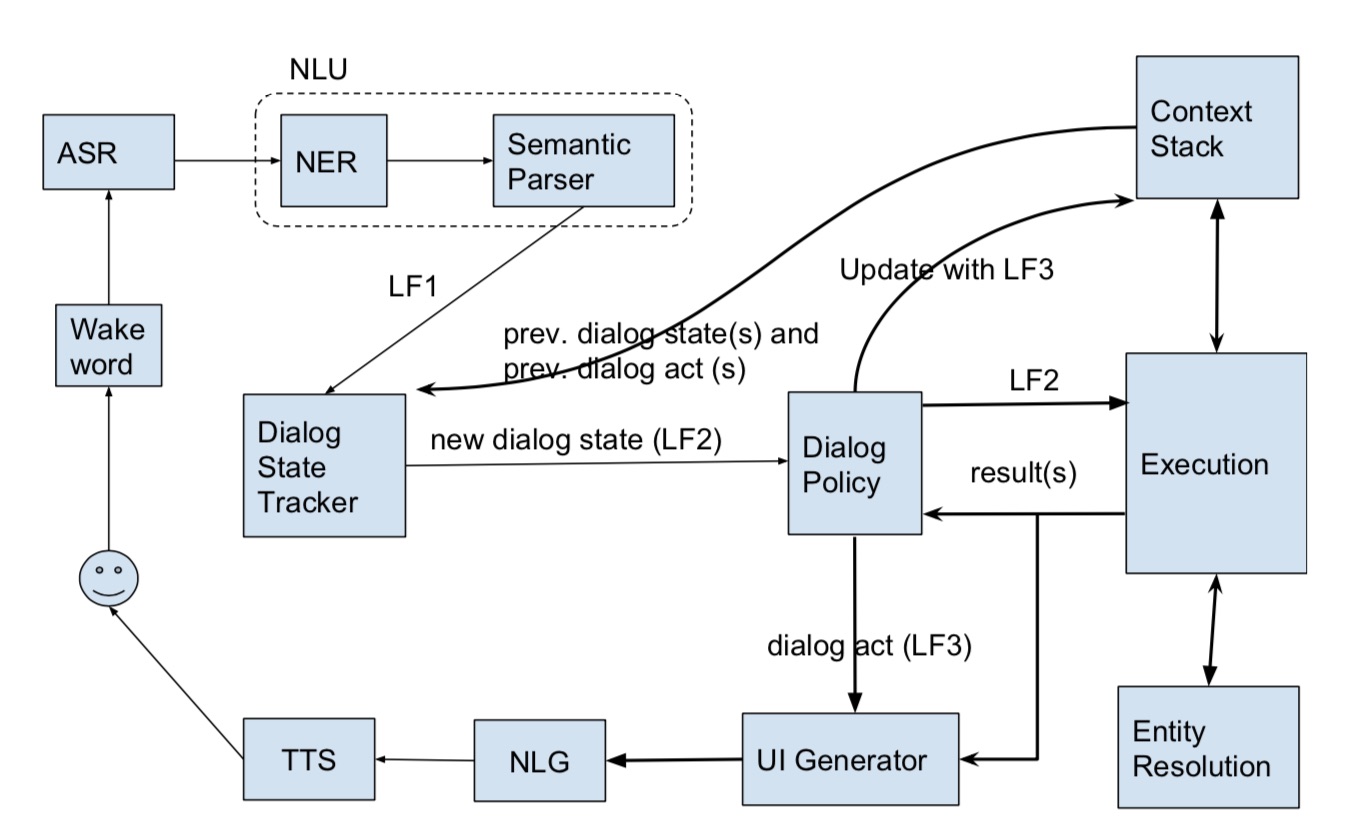 NLU
Context
Stack
ASR
NER
Semantic
Parser
Update with LF3
LF1
Wake
word
prev. dialog state(s) and
prev. dialog act (s)
LF2
Dialog
State
Tracker
new dialog state (LF2)
Dialog
Policy
result(s)
Execution
dialog act (LF3)
TTS
NLG
UI Generator
Entity
Resolution